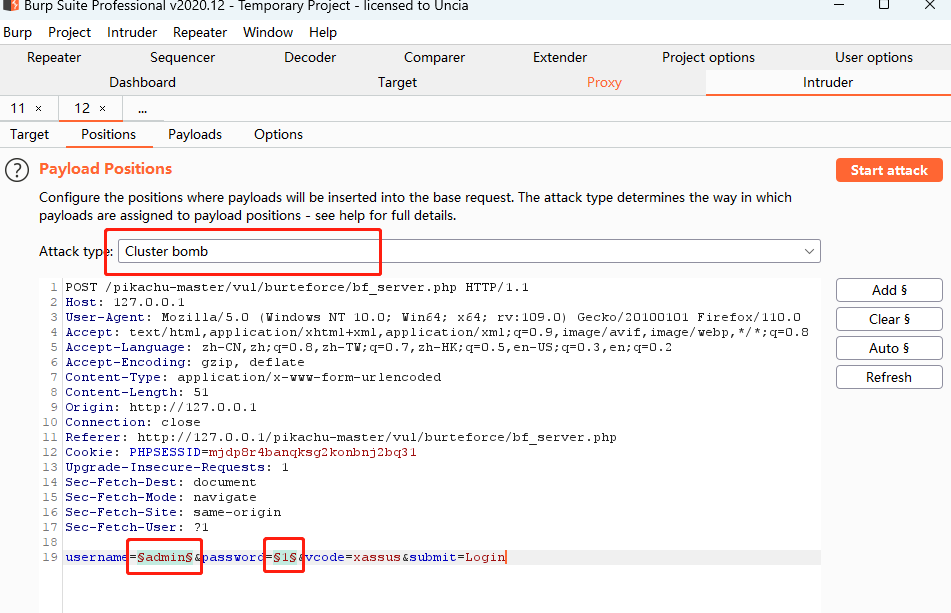 Burp Suite Professional v2020.12 - Temporary Project - licensed to Uncia
Burp Project Intruder Repeater Window Help
Repeater Sequencer Decoder Comparer Extender Project options User options
Dashboard Target Proxy Intruder
11 × 12 × ...
Target Positions Payloads Options
? Payload Positions Start attack
Configure the positions where payloads will be inserted into the base request. The attack type determines the way in which
payloads are assigned to payload positions - see help for full details.
Attack type: Cluster bomb
Add §
Clear §
Auto §
Refresh
1 POST /pikachu-master/vul/burteforce/bf_server.php HTTP/1.1
2 Host: 127.0.0.1
3 User-Agent: Mozilla/5.0 (Windows NT 10.0; Win64; x64; rv:109.0) Gecko/20100101 Firefox/110.0
4 Accept: text/html,application/xhtml+xml,application/xml;q=0.9,image/avif,image/webp,*/*;q=0.8
5 Accept-Language: zh-CN,zh;q=0.8,zh-TW;q=0.7,zh-HK;q=0.5,en-US;q=0.3,en;q=0.2
6 Accept-Encoding: gzip, deflate
7 Content-Type: application/x-www-form-urlencoded
8 Content-Length: 51
9 Origin: http://127.0.0.1
10 Connection: close
11 Referer: http://127.0.0.1/pikachu-master/vul/burteforce/bf_server.php
12 Cookie: PHPSESSID=mjdp8r4banqksg2konbnj2bq31
13 Upgrade-Insecure-Requests: 1
14 Sec-Fetch-Dest: document
15 Sec-Fetch-Mode: navigate
16 Sec-Fetch-Site: same-origin
17 Sec-Fetch-User: ?1
18
19 username=§admin§&password=§1§&vcode=xassus&submit=Login